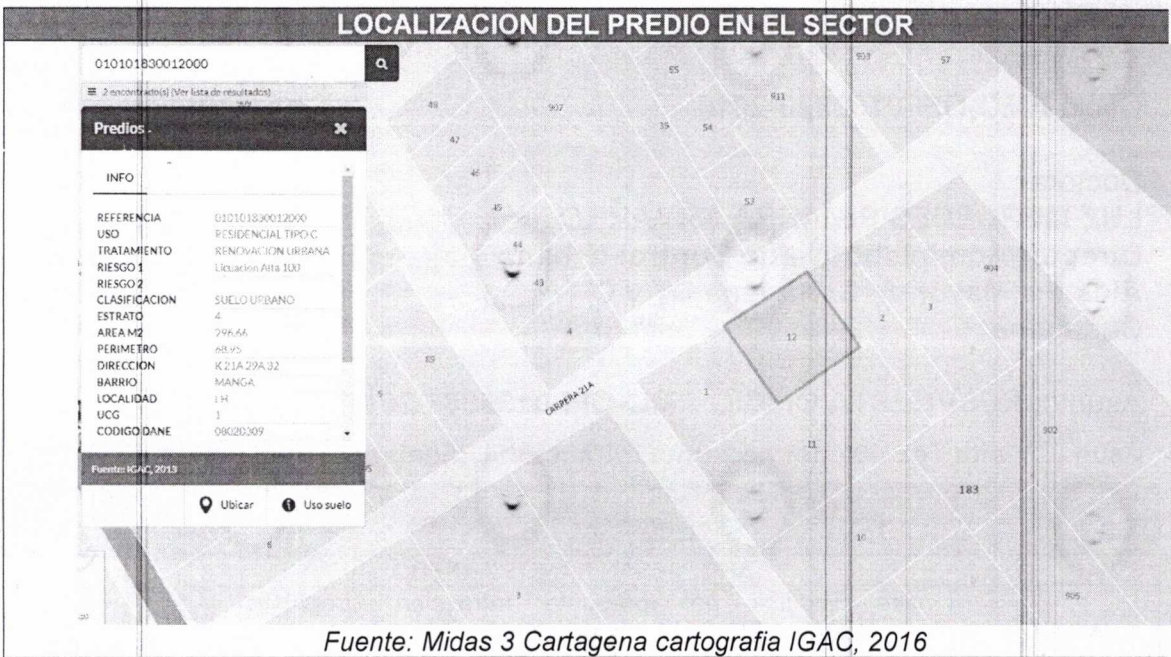 LOCALIZACION DEL PREDIO EN EL SECTOR
010101830012000
2 encontrado(s) (Ver lista de resultados)
Predios -
INFO
REFERENCIA 010101830012000
USO RESIDENCIAL TIPO C
TRATAMIENTO RENOVACION URBANA
RIESGO 1 Licuacion Alta 100
RIESGO 2
CLASIFICACION SUELO URBANO
ESTRATO 4
AREA M2 296.66
PERIMETRO 68.95
DIRECCION K 21A 29A 32
BARRIO MANGA
LOCALIDAD
UCG 1
CODIGO DANE 08020309
Fuente: IGAC, 2013
Ubicar Uso suelo
55
503
57
48
907
911
35
54
47
46
45
53
44
904
43
4
12
2
3
89
CARRERA 21A
5
1
11
902
183
10
6
3
905
Fuente: Midas 3 Cartagena cartografia IGAC, 2016